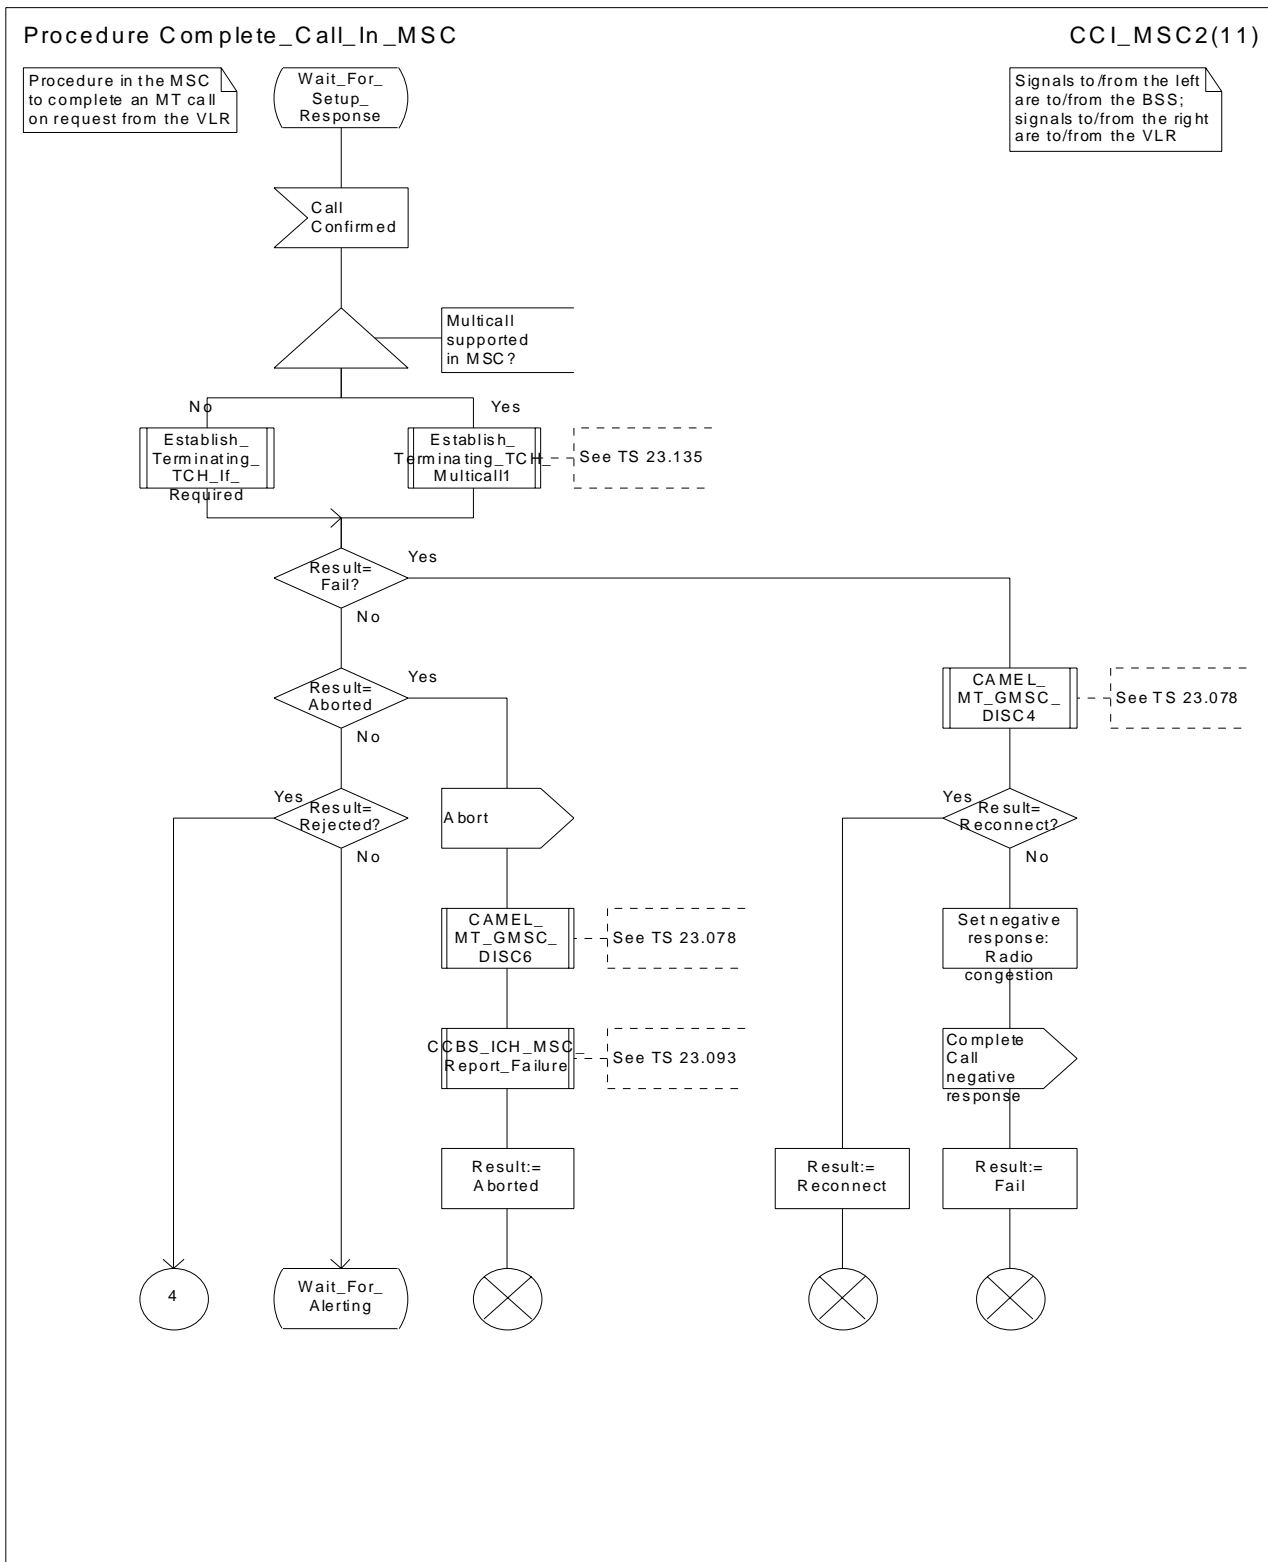 Procedure Complete_Call_In_MSC
CCI_MSC2(11)
Procedure in the MSC
to complete an MT call
on request from the VLR
Wait_For_
Setup_
Response
Signals to/from the left
are to/from the BSS;
signals to/from the right
are to/from the VLR
Call
Confirmed
Multicall
supported
in MSC?
No
Yes
Establish_
Terminating_
TCH_If_
Required
Establish_
Terminating_TCH_
Multicall1
See TS 23.135
Result=
Fail?
Yes
No
Result=
Aborted
Yes
No
CAMEL_
MT_GMSC_
DISC4
See TS 23.078
Yes
Result=
Rejected?
No
Abort
Yes
Result=
Reconnect?
No
CAMEL_
MT_GMSC_
DISC6
See TS 23.078
Set negative
response:
Radio
congestion
CCBS_ICH_MSC_
Report_Failure
See TS 23.093
Complete
Call
negative
response
Result:=
Aborted
Result:=
Reconnect
Result:=
Fail
4
Wait_For_
Alerting